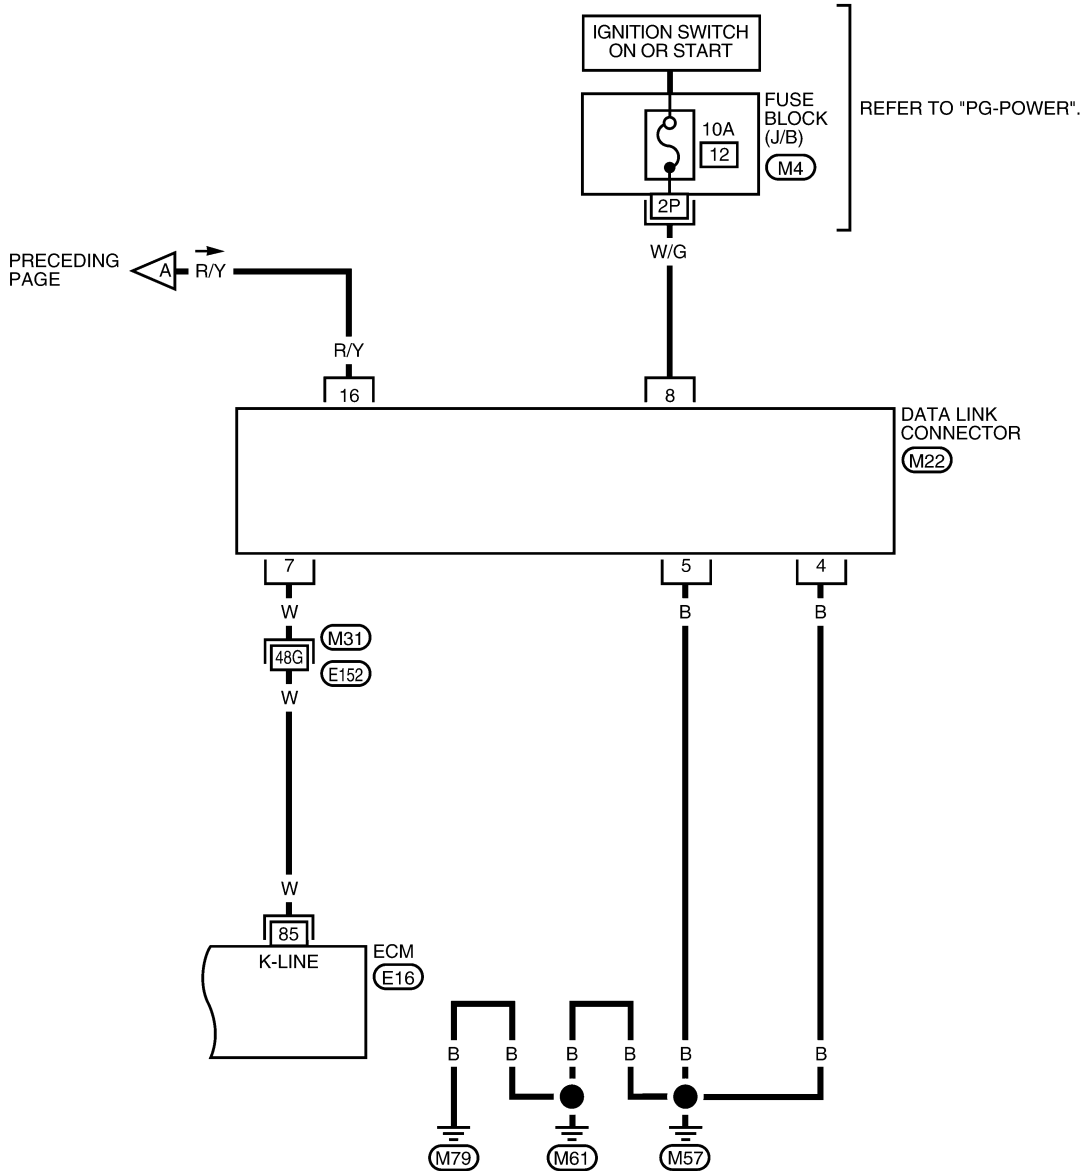 IGNITION SWITCH
ON OR START
FUSE
BLOCK
(J/B)
10A
12
M4
REFER TO "PG-POWER".
2P
W/G
PRECEDING
PAGE
A
R/Y
R/Y
16
8
DATA LINK
CONNECTOR
M22
7
5
4
W
B
B
M31
48G
E152
W
W
85
K-LINE
ECM
E16
B
B
B
B
B
B
M79
M61
M57